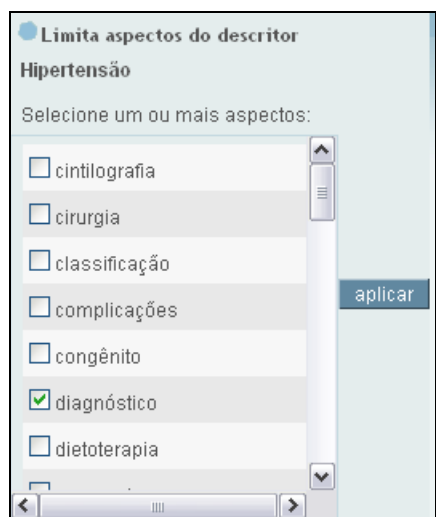 Limita aspectos do descritor
Hipertensão
Selecione um ou mais aspectos:
cintilografia
cirurgia
classificação
complicações
aplicar
congênito
diagnóstico
dietoterapia